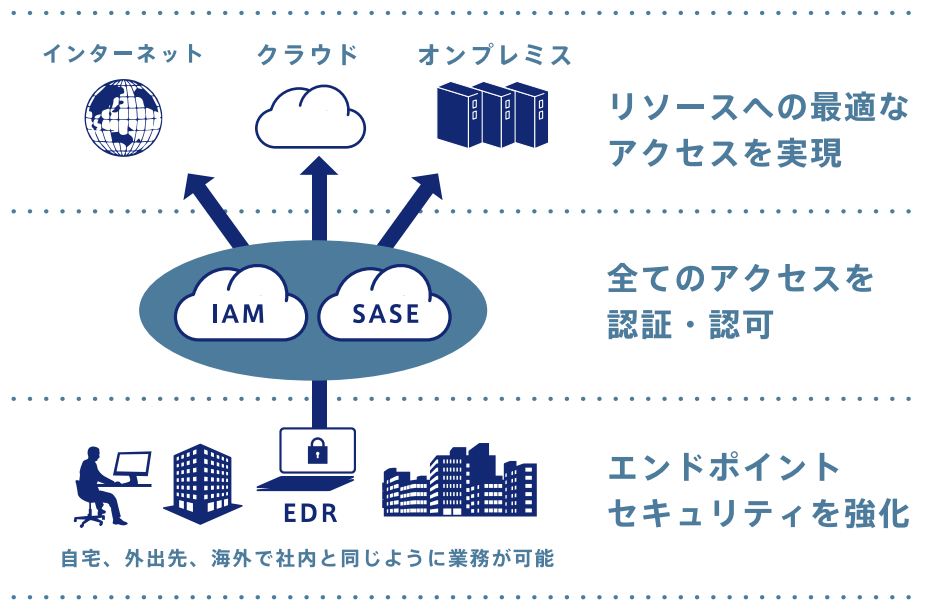 インターネット
クラウド
オンプレミス
リソースへの最適な
アクセスを実現
IAM
SASE
全てのアクセスを
認証・認可
EDR
エンドポイント
セキュリティを強化
自宅、外出先、海外で社内と同じように業務が可能